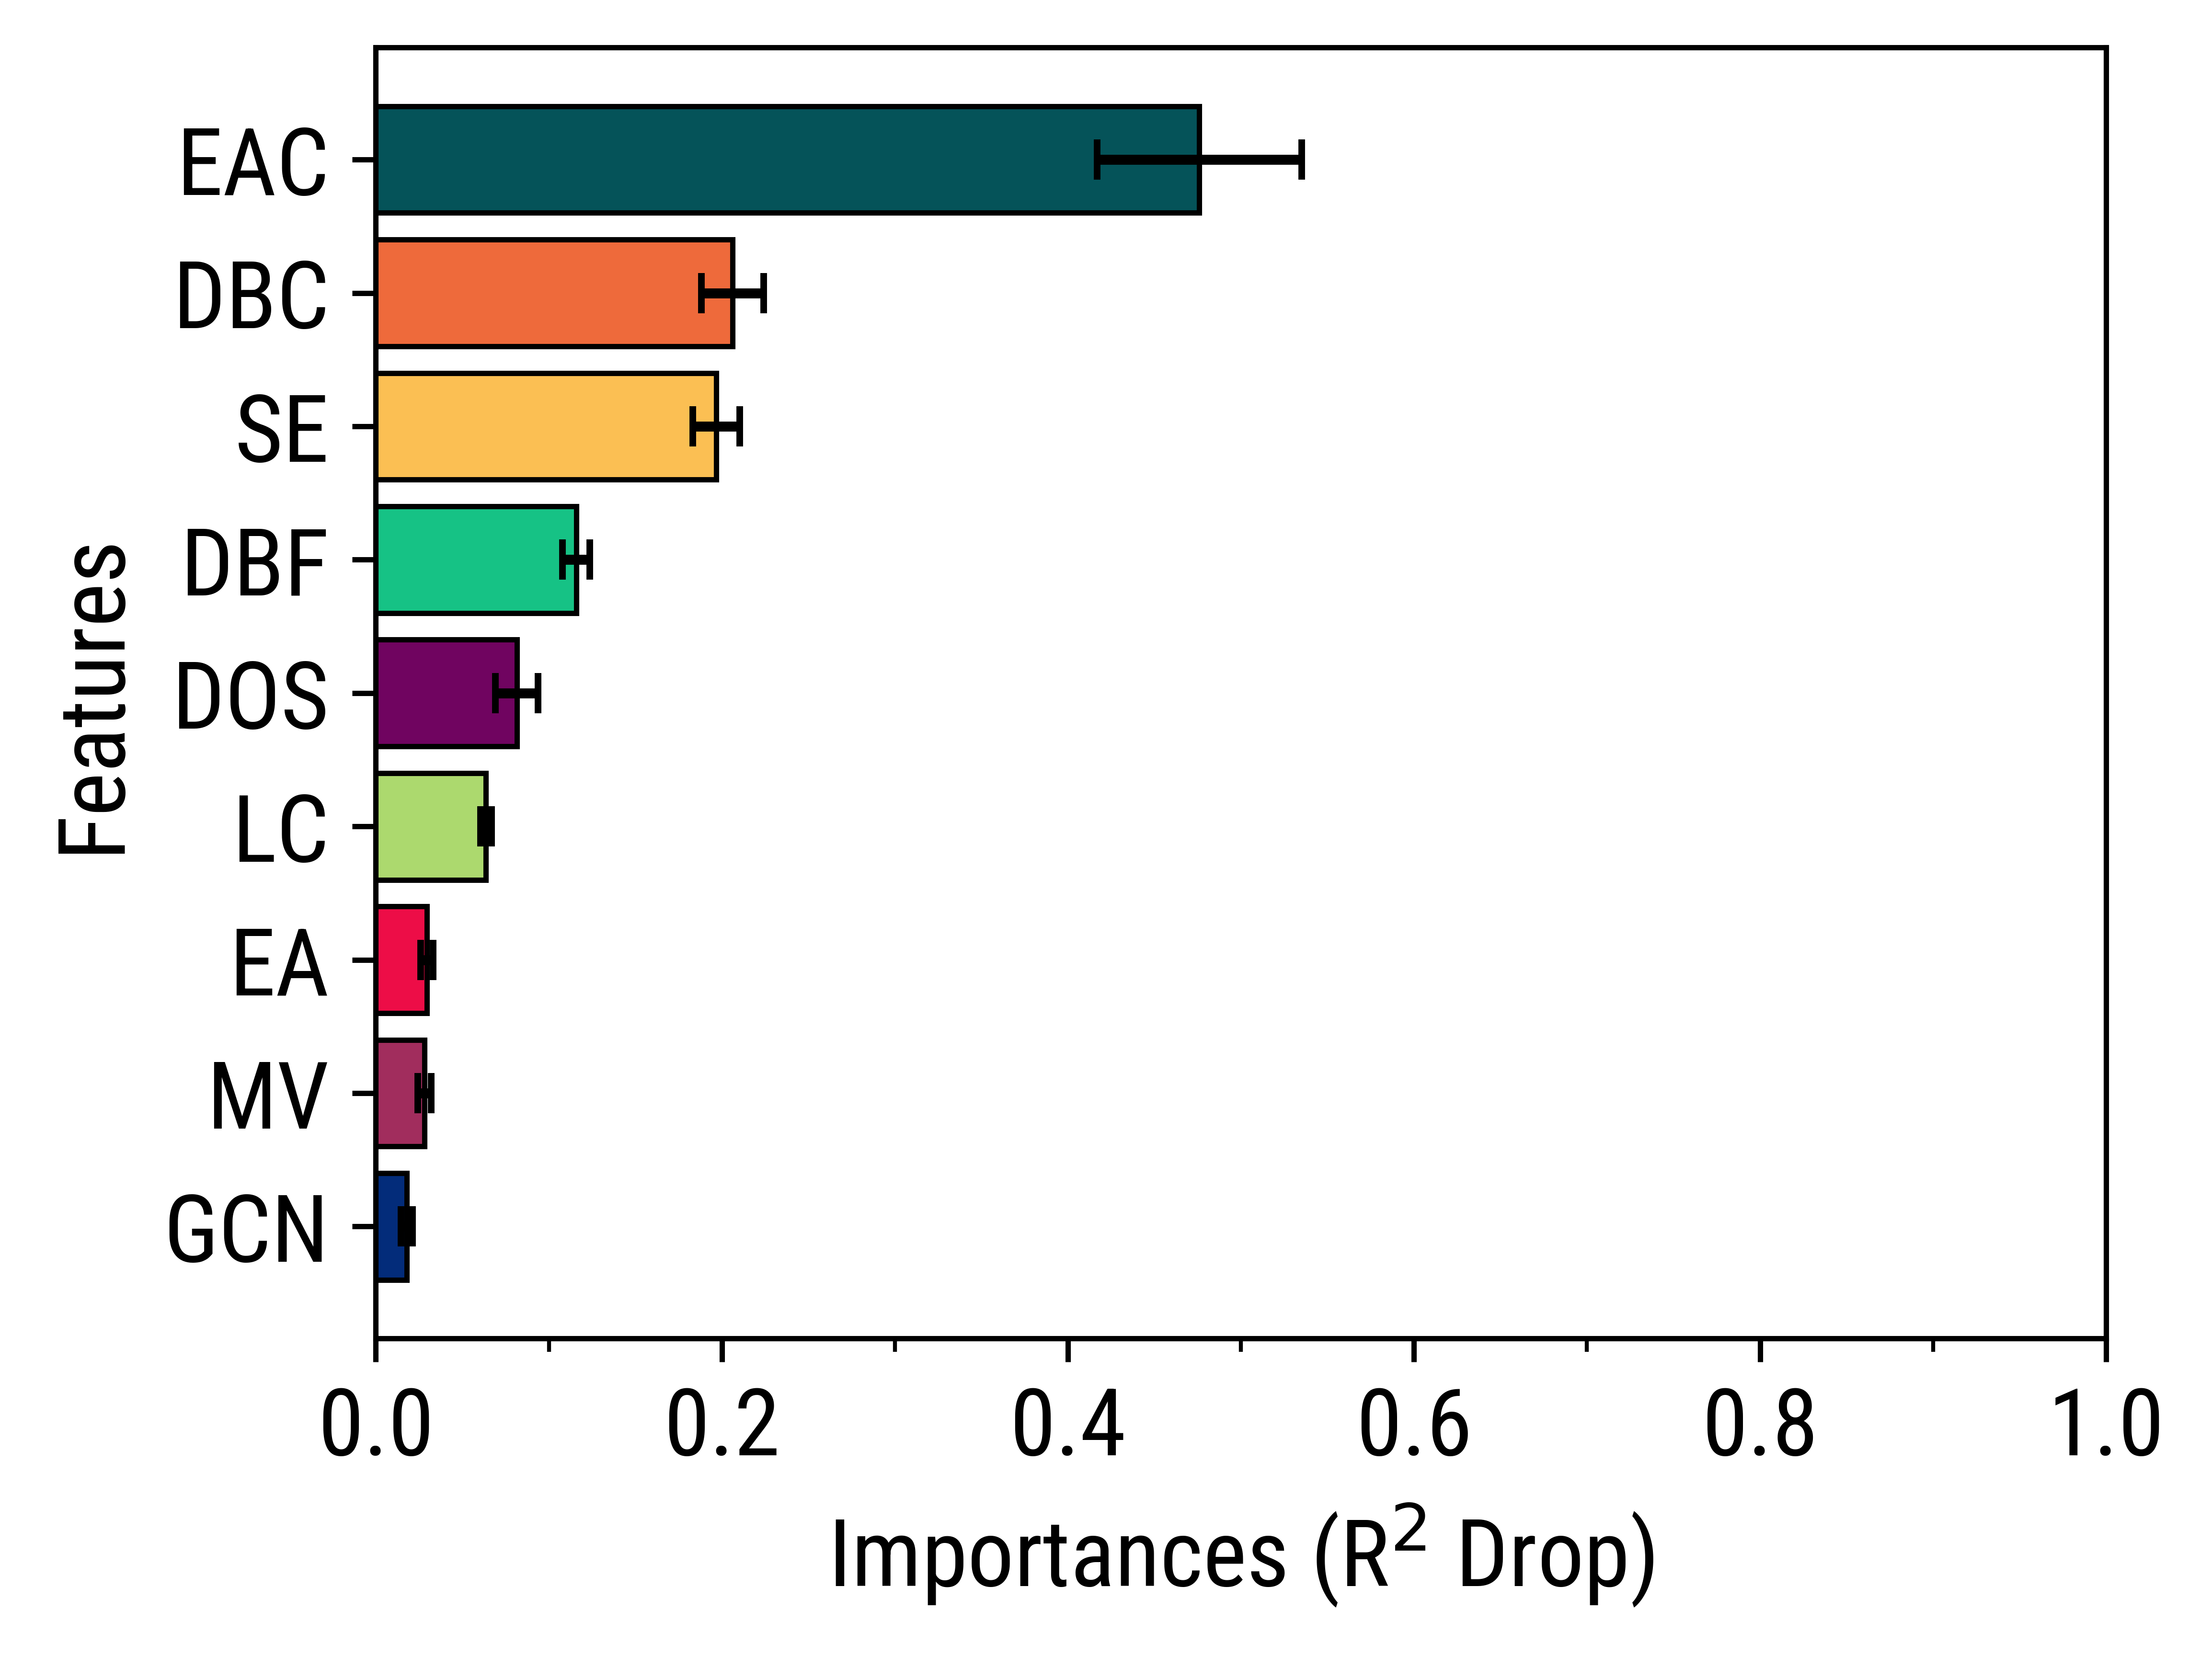 EAC
DBC
SE
DBF
DOS
LC
EA
MV
GCN
Features
0.0 0.2 0.4 0.6 0.8 1.0
Importances (R² Drop)